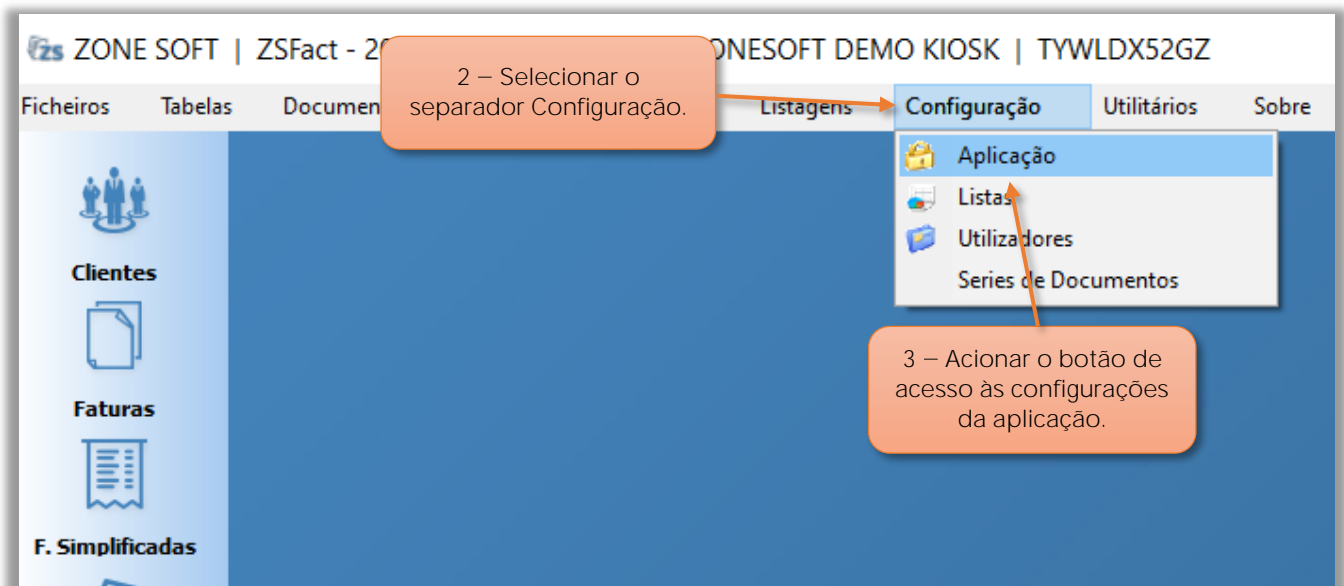 zs ZONE SOFT | ZSFact - 20
ONESOFT DEMO KIOSK | TYWLDX52GZ
2 – Selecionar o
separador Configuração.
Ficheiros Tabelas Documen Listagens Configuração Utilitários Sobre
Aplicação
Listas
Utilizadores
Series de Documentos
3 – Acionar o botão de
acesso às configurações
da aplicação.
Clientes
Faturas
F. Simplificadas